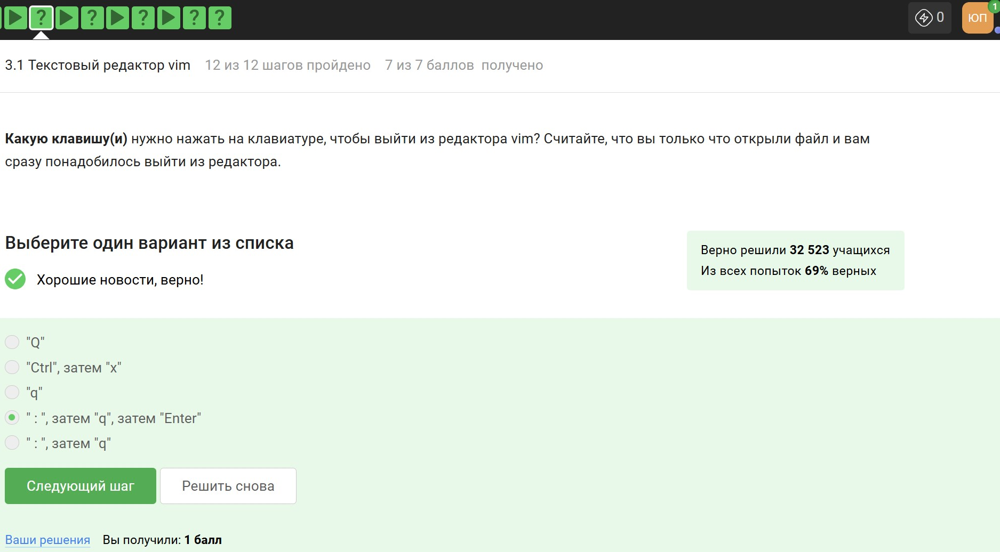 ? ? ? ? ?
0
ЮП
1
3.1 Текстовый редактор vim 12 из 12 шагов пройдено 7 из 7 баллов получено
Какую клавишу(и) нужно нажать на клавиатуре, чтобы выйти из редактора vim? Считайте, что вы только что открыли файл и вам
сразу понадобилось выйти из редактора.
Выберите один вариант из списка
Хорошие новости, верно!
Верно решили 32 523 учащихся
Из всех попыток 69% верных
"Q"
"Ctrl", затем "x"
"q"
" : ", затем "q", затем "Enter"
" : ", затем "q"
Следующий шаг
Решить снова
Ваши решения Вы получили: 1 балл